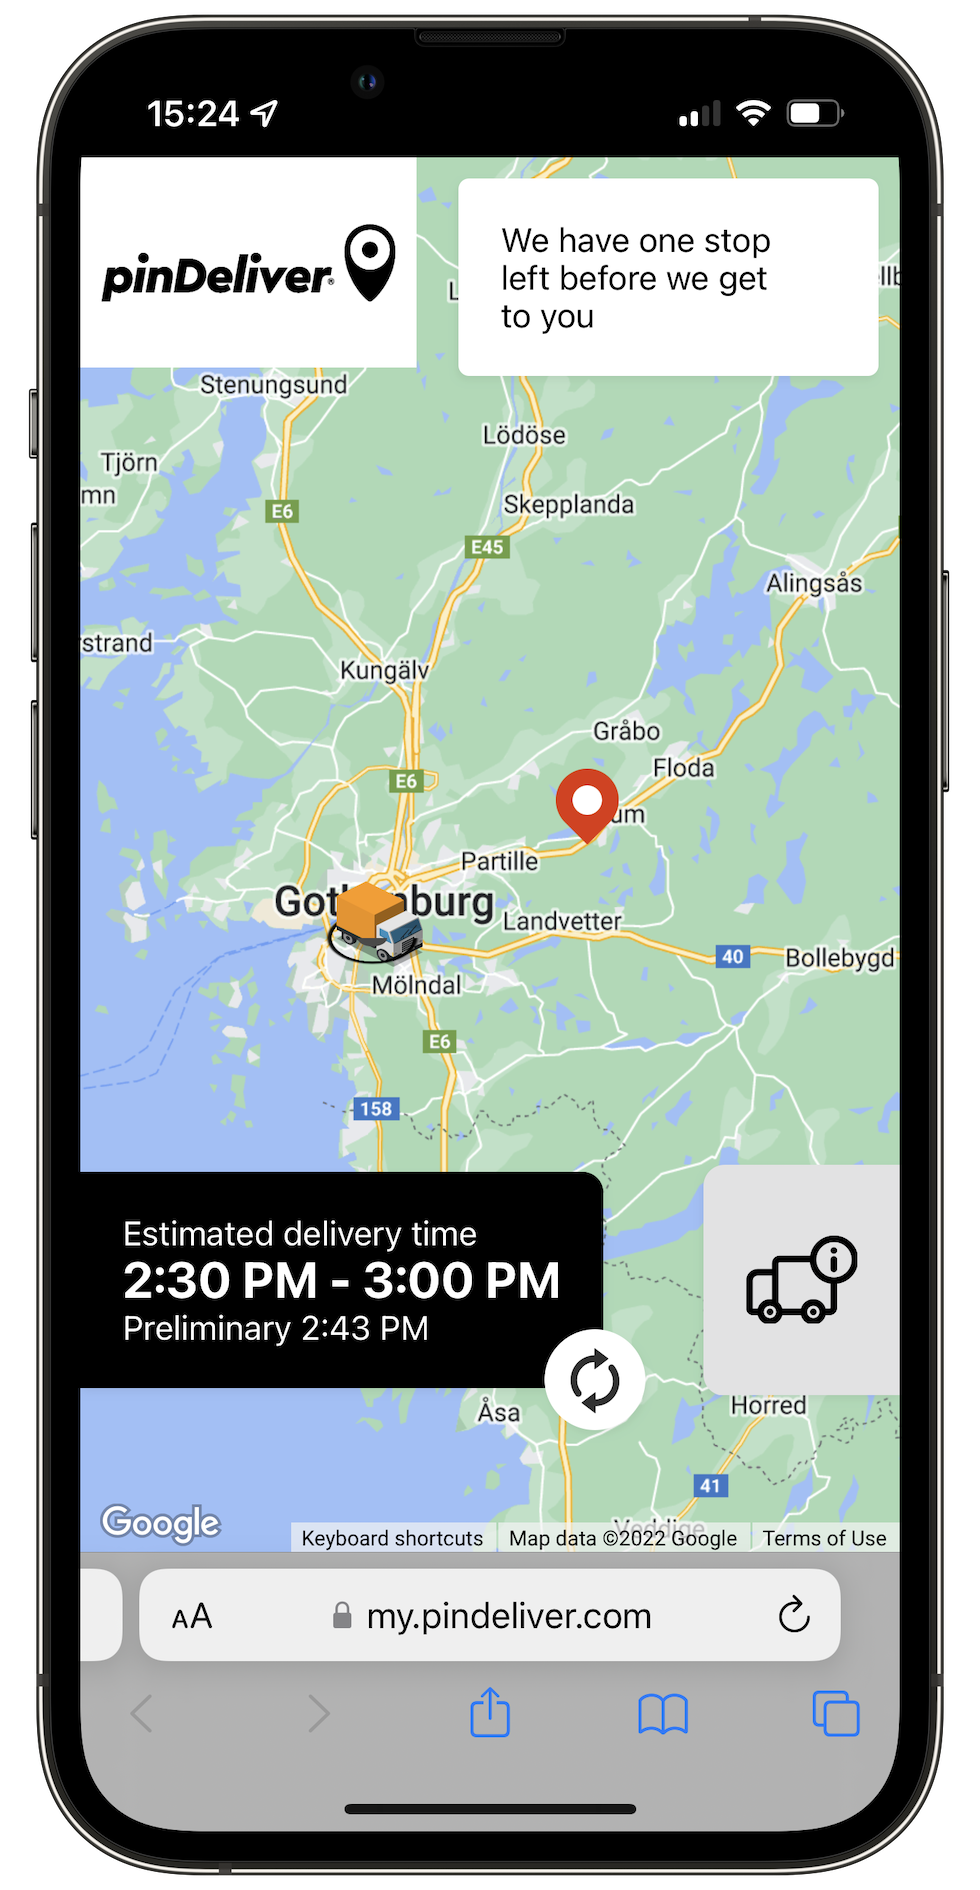 15:24
pinDeliver®
We have one stop
left before we get
to you
Stenungsund
Lödöse
Tjörn
mn
Skepplanda
E6
E45
Alingsås
strand
Kungälv
Gråbo
Floda
E6
um
Partille
Landvetter
40
Bollebygd
Mölndal
E6
158
Estimated delivery time
2:30 PM - 3:00 PM
Preliminary 2:43 PM
i
Åsa
Horred
41
Google
Keyboard shortcuts
Map data ©2022 Google
Terms of Use
AA
my.pindeliver.com